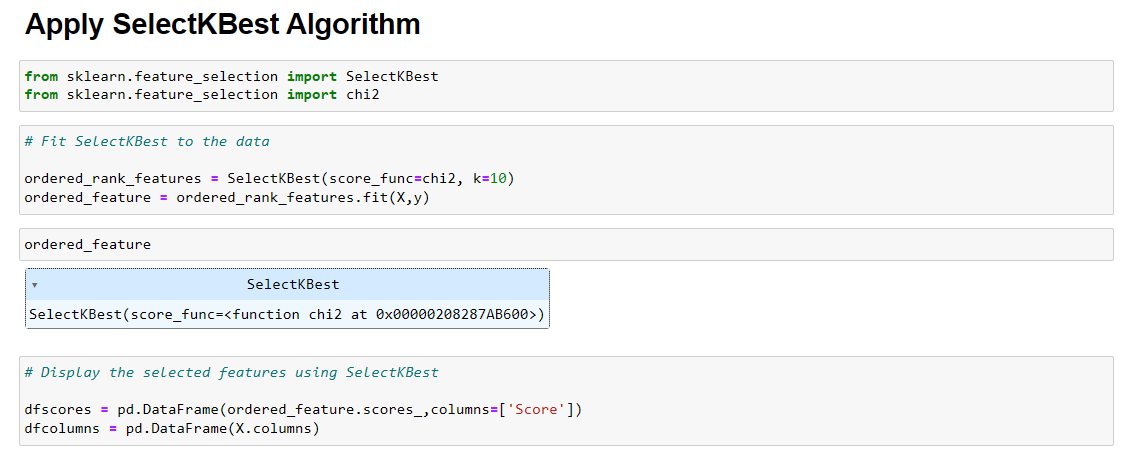 Apply SelectKBest Algorithm
from sklearn.feature_selection import SelectKBest
from sklearn.feature_selection import chi2
# Fit SelectKBest to the data
ordered_rank_features = SelectKBest(score_func=chi2, k=10)
ordered_feature = ordered_rank_features.fit(X,y)
ordered_feature
SelectKBest
SelectKBest(score_func=<function chi2 at 0x00000208287AB600>)
# Display the selected features using SelectKBest
dfscores = pd.DataFrame(ordered_feature.scores_,columns=['Score'])
dfcolumns = pd.DataFrame(X.columns)